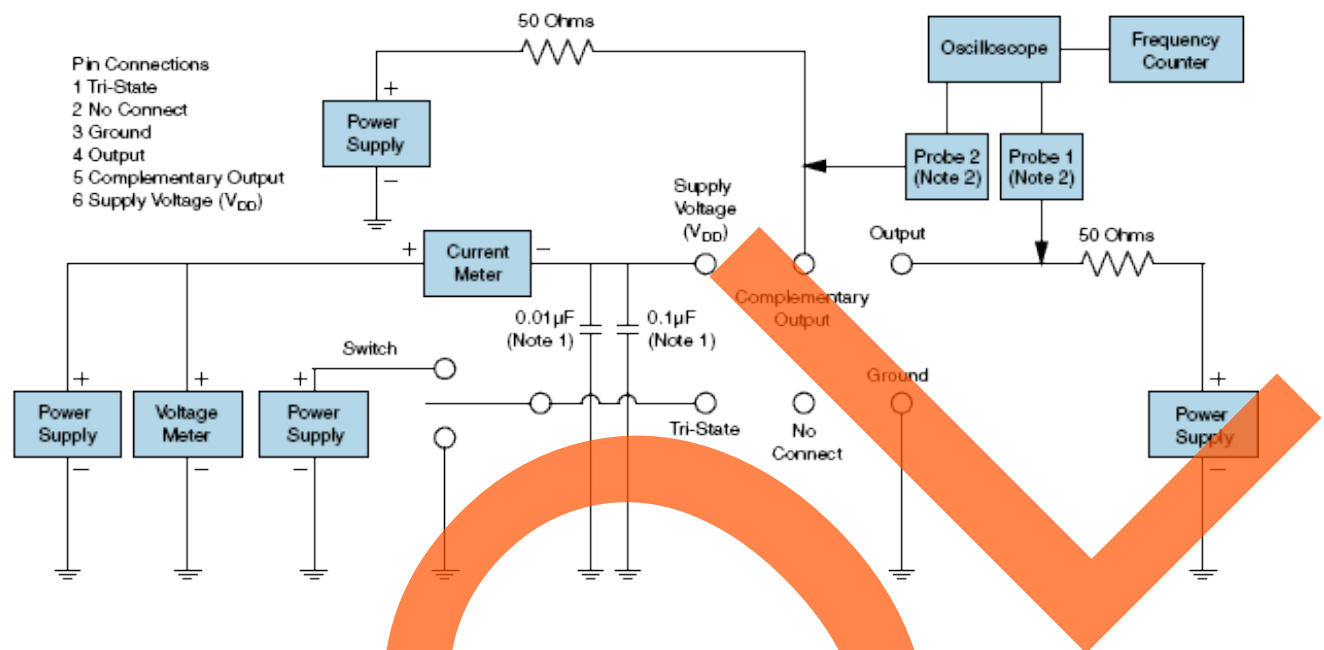 50 Ohms
Pin Connections
1 Tri-State
2 No Connect
3 Ground
4 Output
5 Complementary Output
6 Supply Voltage (VDD)
+
Power
Supply
−
Oscilloscope
Frequency
Counter
Probe 2
(Note 2)
Probe 1
(Note 2)
Supply
Voltage
(VDD)
Output
50 Ohms
+
Current
Meter
−
Complementary
Output
0.01µF
(Note 1)
0.1µF
(Note 1)
Switch
Ground
+
Power
Supply
−
+
Voltage
Meter
−
+
Power
Supply
−
Tri-State
No
Connect
+
Power
Supply
−